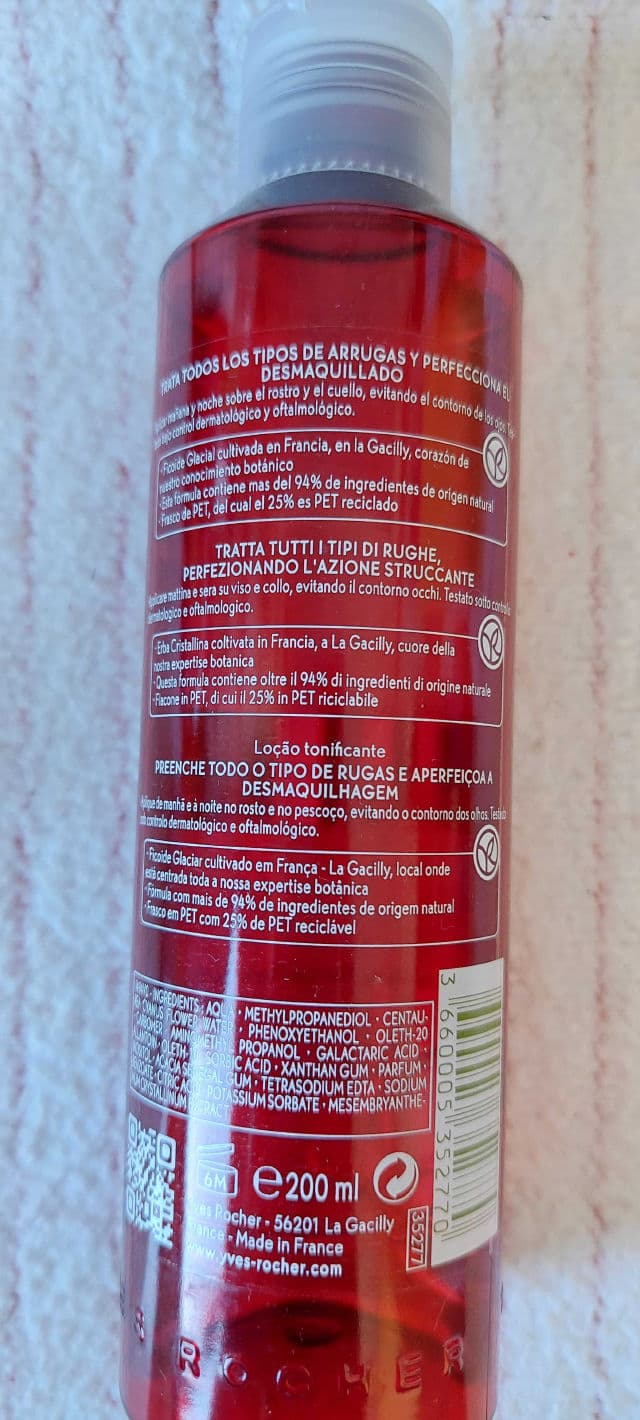 TRATA TODOS LOS TIPOS DE ARRUGAS Y PERFECCIONA EL
DESMAQUILLADO
mañana y noche sobre el rostro y el cuello, evitando el contorno de los ojos.
bajo control dermatológico y oftalmológico.
· Ficoide Glacial cultivada en Francia, en la Gacilly, corazón de
nuestro conocimiento botánico
· Esta fórmula contiene mas del 94% de ingredientes de origen natural
· Frasco de PET, del cual el 25% es PET reciclado
TRATTA TUTTI I TIPI DI RUGHE,
PERFEZIONANDO L'AZIONE STRUCCANTE
Applicare mattina e sera su viso e collo, evitando il contorno occhi. Testato sotto
dermatologico e oftalmologico.
· Erba Cristallina coltivata in Francia, a La Gacilly, cuore della
nostra expertise botanica
· Questa formula contiene oltre il 94% di ingredienti di origine naturale
· Flacone in PET, di cui il 25% in PET riciclabile
Loção tonificante
PREENCHE TODO O TIPO DE RUGAS E APERFEIÇOA A
DESMAQUILHAGEM
Aplique de manhã e à noite no rosto e no pescoço, evitando o contorno dos olhos.
controlo dermatológico e oftalmológico.
· Ficoide Glaciar cultivado em França - La Gacilly, local onde
está centrada toda a nossa expertise botânica
· Fórmula com mais de 94% de ingredientes de origem natural
· Frasco em PET com 25% de PET reciclável
INGREDIENTS : AQUA · METHYLPROPANEDIOL · CENTAU-
CYANUS FLOWER WATER · PHENOXYETHANOL · OLETH-20
PROPANOL · GALACTARIC ACID
SORBIC ACID · XANTHAN GUM · PARFUM ·
ACACIA SENEGAL GUM · TETRASODIUM EDTA · SODIUM
CITRIC ACID · POTASSIUM SORBATE · MESEMBRYANTHE-
CRYSTALLINUM EXTRACT
6M
e 200 ml
3 660005 352770
35277
Yves Rocher - 56201 La Gacilly
France - Made in France
www.yves-rocher.com
ROCHER